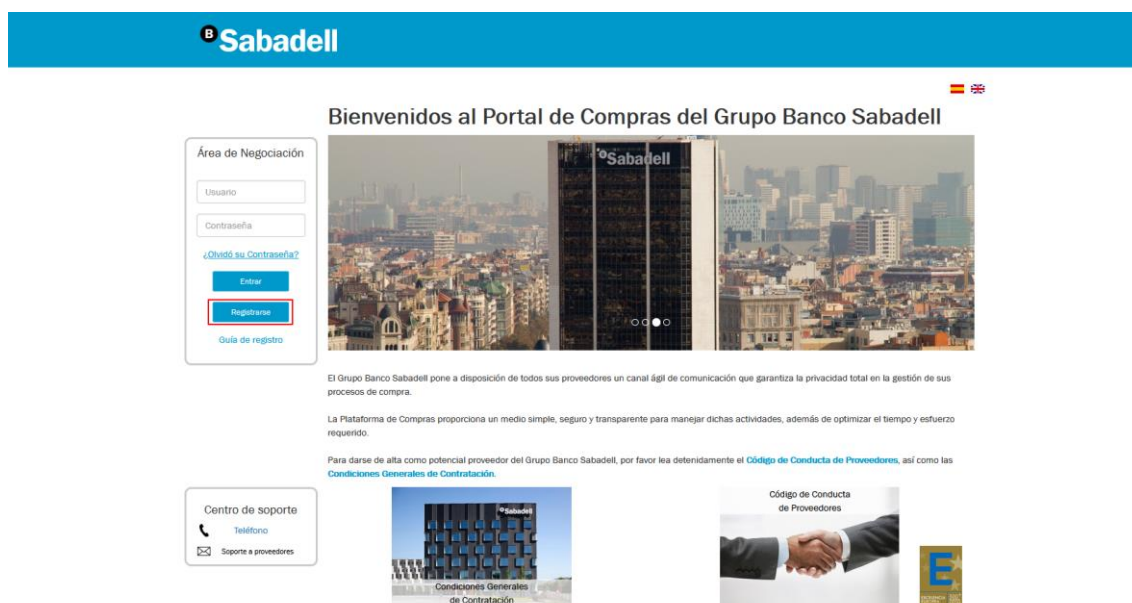 B Sabadell
Bienvenidos al Portal de Compras del Grupo Banco Sabadell
Área de Negociación
Usuario
Contraseña
¿Olvidó su Contraseña?
Entrar
Registrarse
Guía de registro
Sabadell
El Grupo Banco Sabadell pone a disposición de todos sus proveedores un canal ágil de comunicación que garantiza la privacidad total en la gestión de sus
procesos de compra.
La Plataforma de Compras proporciona un medio simple, seguro y transparente para manejar dichas actividades, además de optimizar el tiempo y esfuerzo
requerido.
Para darse de alta como potencial proveedor del Grupo Banco Sabadell, por favor lea detenidamente el Código de Conducta de Proveedores, así como las
Condiciones Generales de Contratación.
Centro de soporte
Teléfono
Soporte a proveedores
Sabadell
Condiciones Generales
de Contratación
Código de Conducta
de Proveedores
E